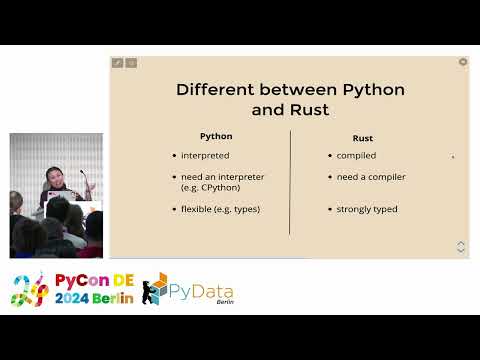 Different between Python
and Rust
Python
interpreted
need an interpreter
(e.g. CPython)
flexible (e.g. types)
Rust
compiled
need a compiler
strongly typed
PyCon DE
2024 Berlin
PyData
Berlin